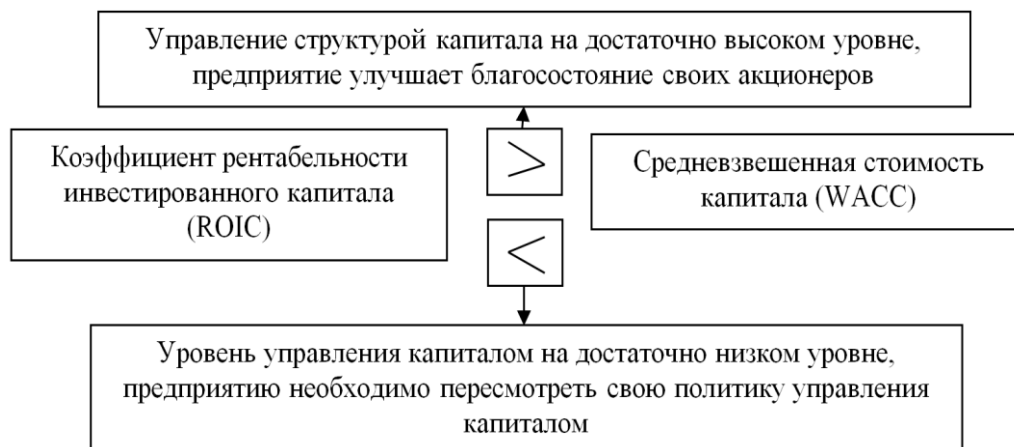 Управление структурой капитала на достаточно высоком уровне,
предприятие улучшает благосостояние своих акционеров
Коэффициент рентабельности
инвестированного капитала
(ROIC)
>
Средневзвешенная стоимость
капитала (WACC)
<
Уровень управления капиталом на достаточно низком уровне,
предприятию необходимо пересмотреть свою политику управления
капиталом